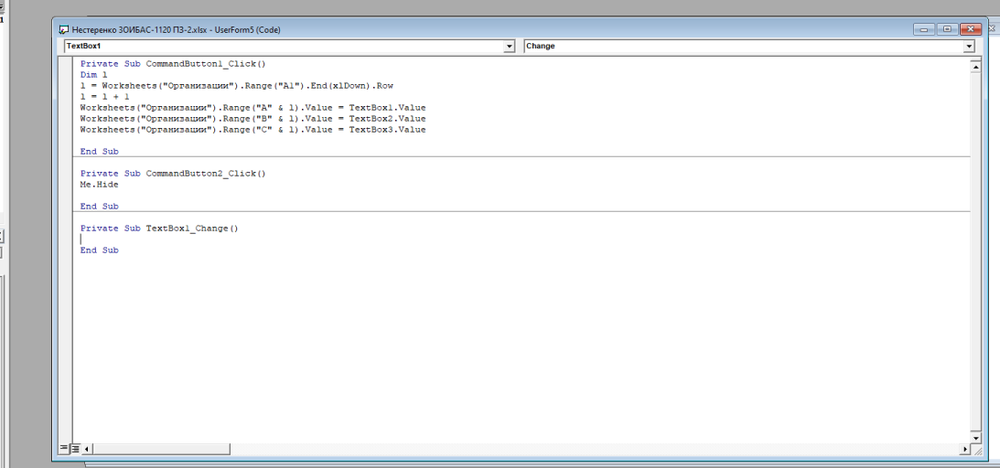 Нестеренко ЗОИБАС-1120 ПЗ-2.xlsx - UserForm5 (Code)
TextBox1
Change
Private Sub CommandButton1_Click()
Dim l
l = Worksheets("Организации").Range("A1").End(xlDown).Row
l = l + 1
Worksheets("Организации").Range("A" & l).Value = TextBox1.Value
Worksheets("Организации").Range("B" & l).Value = TextBox2.Value
Worksheets("Организации").Range("C" & l).Value = TextBox3.Value
End Sub
Private Sub CommandButton2_Click()
Me.Hide
End Sub
Private Sub TextBox1_Change()
End Sub